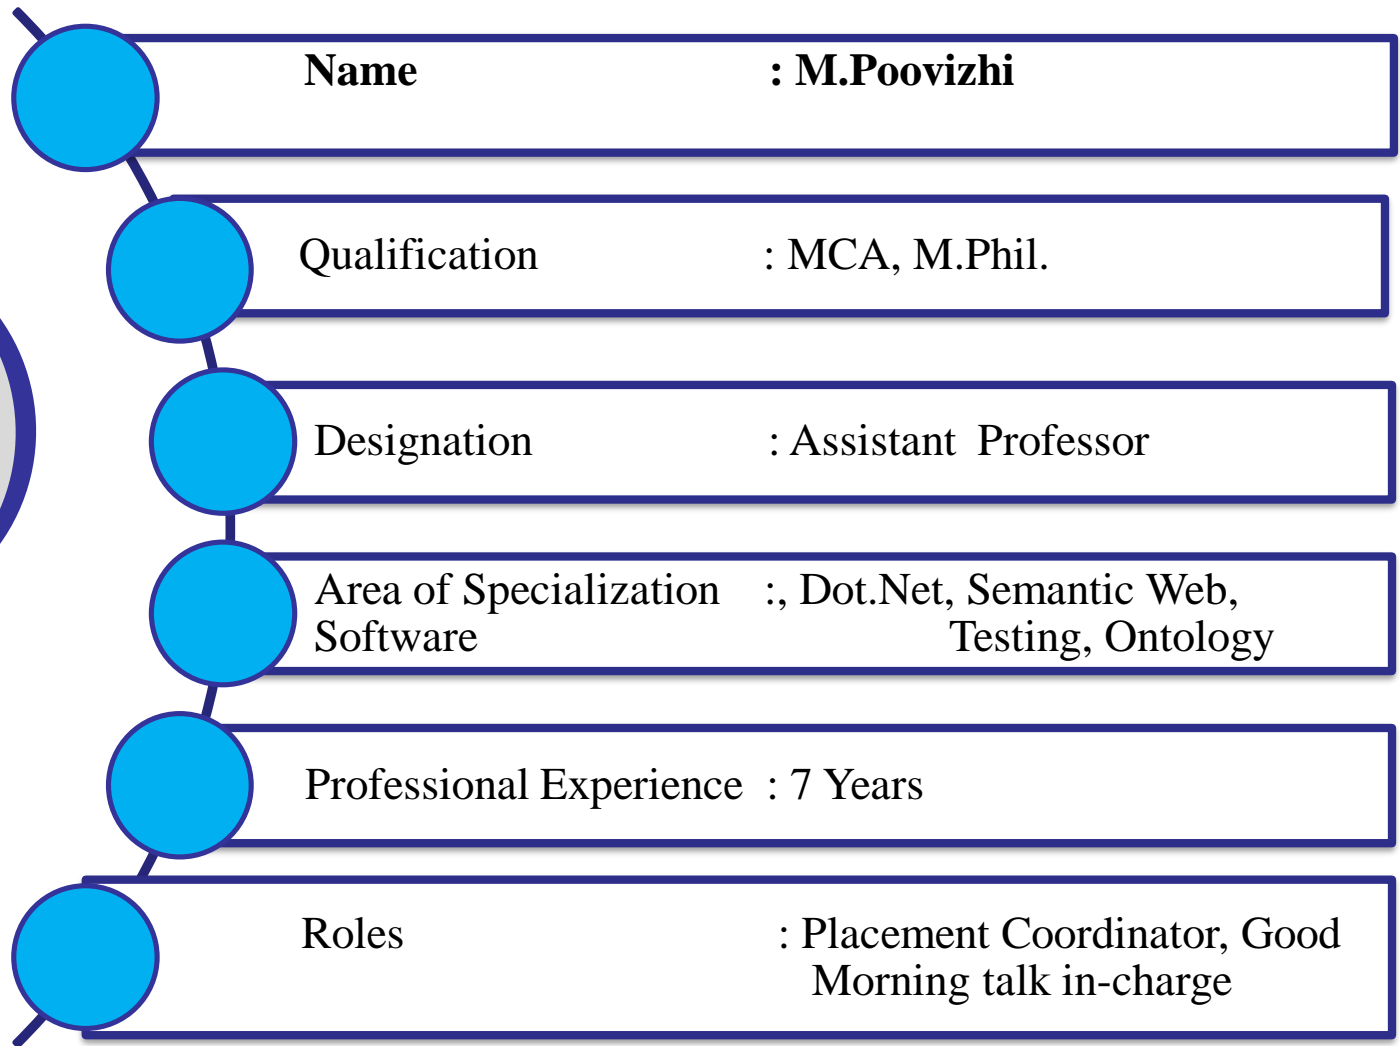 Name : M.Poovizhi
Qualification : MCA, M.Phil.
Designation : Assistant Professor
Area of Specialization :, Dot.Net, Semantic Web,
Software Testing, Ontology
Professional Experience : 7 Years
Roles : Placement Coordinator, Good
Morning talk in-charge